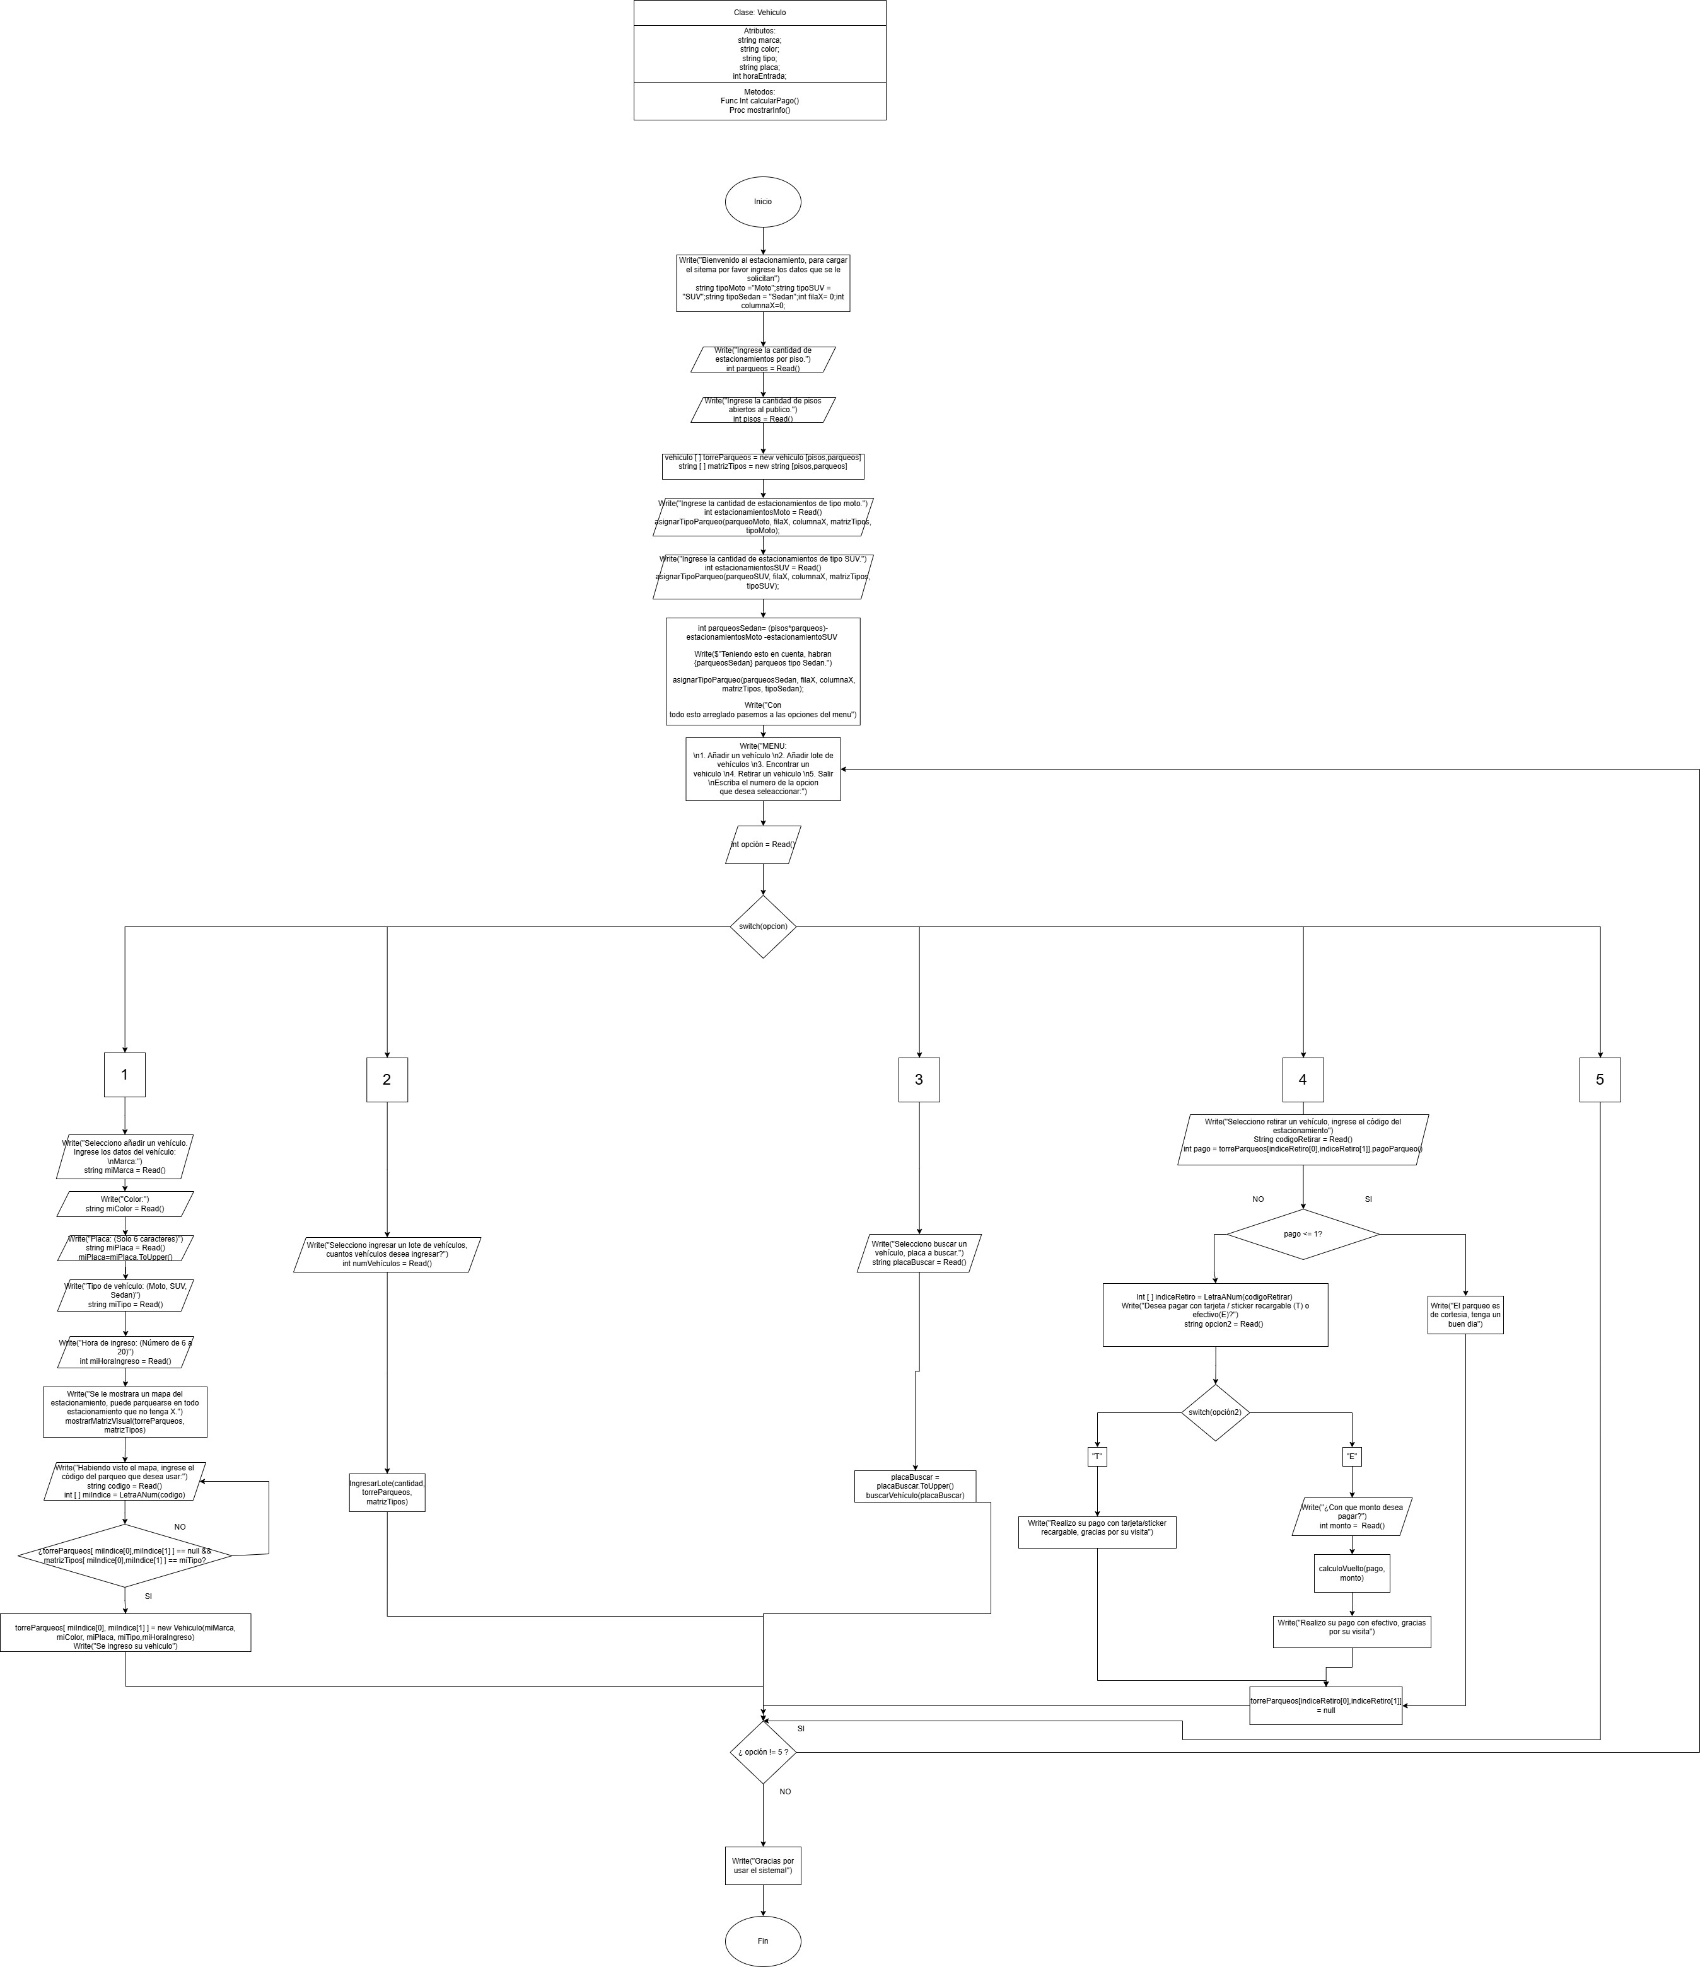 Clase: Vehiculo
Atributos:
string marca;
string color;
string tipo;
string placa;
int horaEntrada;
Metodos:
Func Int calcularPago()
Proc mostrarInfo()
Inicio
Write("Bienvenido al estacionamiento, para cargar
el sitema por favor ingrese los datos que se le
solicitan")
string tipoMoto ="Moto";string tipoSUV =
"SUV";string tipoSedan = "Sedan";int filaX= 0;int
columnaX=0;
Write("Ingrese la cantidad de
estacionamientos por piso.")
int parqueos = Read()
Write("Ingrese la cantidad de pisos
abiertos al publico.")
int pisos = Read()
vehiculo [ ] torreParqueos = new vehiculo [pisos,parqueos]
string [ ] matrizTipos = new string [pisos,parqueos]
Write("Ingrese la cantidad de estacionamientos de tipo moto.")
int estacionamientosMoto = Read()
asignarTipoParqueo(parqueoMoto, filaX, columnaX, matrizTipos,
tipoMoto);
Write("Ingrese la cantidad de estacionamientos de tipo SUV.")
int estacionamientosSUV = Read()
asignarTipoParqueo(parqueoSUV, filaX, columnaX, matrizTipos,
tipoSUV);
int parqueosSedan= (pisos*parqueos)-
estacionamientosMoto -estacionamientoSUV
Write($"Teniendo esto en cuenta, habran
{parqueosSedan} parqueos tipo Sedan.")
asignarTipoParqueo(parqueosSedan, filaX, columnaX,
matrizTipos, tipoSedan);
Write("Con
todo esto arreglado pasemos a las opciones del menu")
Write("MENU:
\n1. Añadir un vehículo \n2. Añadir lote de
vehículos \n3. Encontrar un
vehiculo \n4. Retirar un vehiculo \n5. Salir
\nEscriba el numero de la opcion
que desea seleaccionar:")
int opción = Read()
switch(opcion)
1
2
3
4
5
Write("Selecciono añadir un vehículo.
Ingrese los datos del vehículo:
\nMarca:")
string miMarca = Read()
Write("Color:")
string miColor = Read()
Write("Placa: (Solo 6 caracteres)")
string miPlaca = Read()
miPlaca=miPlaca.ToUpper()
Write("Tipo de vehículo: (Moto, SUV,
Sedan)")
string miTipo = Read()
Write("Hora de ingreso: (Número de 6 a
20)")
int miHoraIngreso = Read()
Write("Se le mostrara un mapa del
estacionamiento, puede parquearse en todo
estacionamiento que no tenga X.")
mostrarMatrizVisual(torreParqueos,
matrizTipos)
Write("Habiendo visto el mapa, ingrese el
código del parqueo que desea usar:")
string codigo = Read()
int [ ] miIndice = LetraANum(codigo)
NO
¿torreParqueos[ miIndice[0],miIndice[1] ] == null &&
matrizTipos[ miIndice[0],miIndice[1] ] == miTipo?
SI
torreParqueos[ miIndice[0], miIndice[1] ] = new Vehiculo(miMarca,
miColor, miPlaca, miTipo,miHoraIngreso)
Write("Se ingreso su vehiculo")
Write("Selecciono ingresar un lote de vehículos,
cuantos vehículos desea ingresar?")
int numVehículos = Read()
IngresarLote(cantidad,
torreParqueos,
matrizTipos)
Write("Selecciono buscar un
vehículo, placa a buscar.")
string placaBuscar = Read()
placaBuscar =
placaBuscar.ToUpper()
buscarVehículo(placaBuscar)
Write("Selecciono retirar un vehículo, ingrese el código del
estacionamiento")
String codigoRetirar = Read()
int pago = torreParqueos[indiceRetiro[0],indiceRetiro[1]].pagoParqueo()
NO
SI
pago <= 1?
Int [ ] indiceRetiro = LetraANum(codigoRetirar)
Write("Desea pagar con tarjeta / sticker recargable (T) o
efectivo(E)?")
string opcion2 = Read()
Write("El parqueo es
de cortesia, tenga un
buen día")
switch(opción2)
"T"
"E"
Write("Realizo su pago con tarjeta/sticker
recargable, gracias por su visita")
Write("¿Con que monto desea
pagar?")
int monto =  Read()
calculoVuelto(pago,
monto)
Write("Realizo su pago con efectivo, gracias
por su visita")
torreParqueos[indiceRetiro[0],indiceRetiro[1]]
= null
SI
¿ opción != 5 ?
NO
Write("Gracias por
usar el sistema!")
Fin